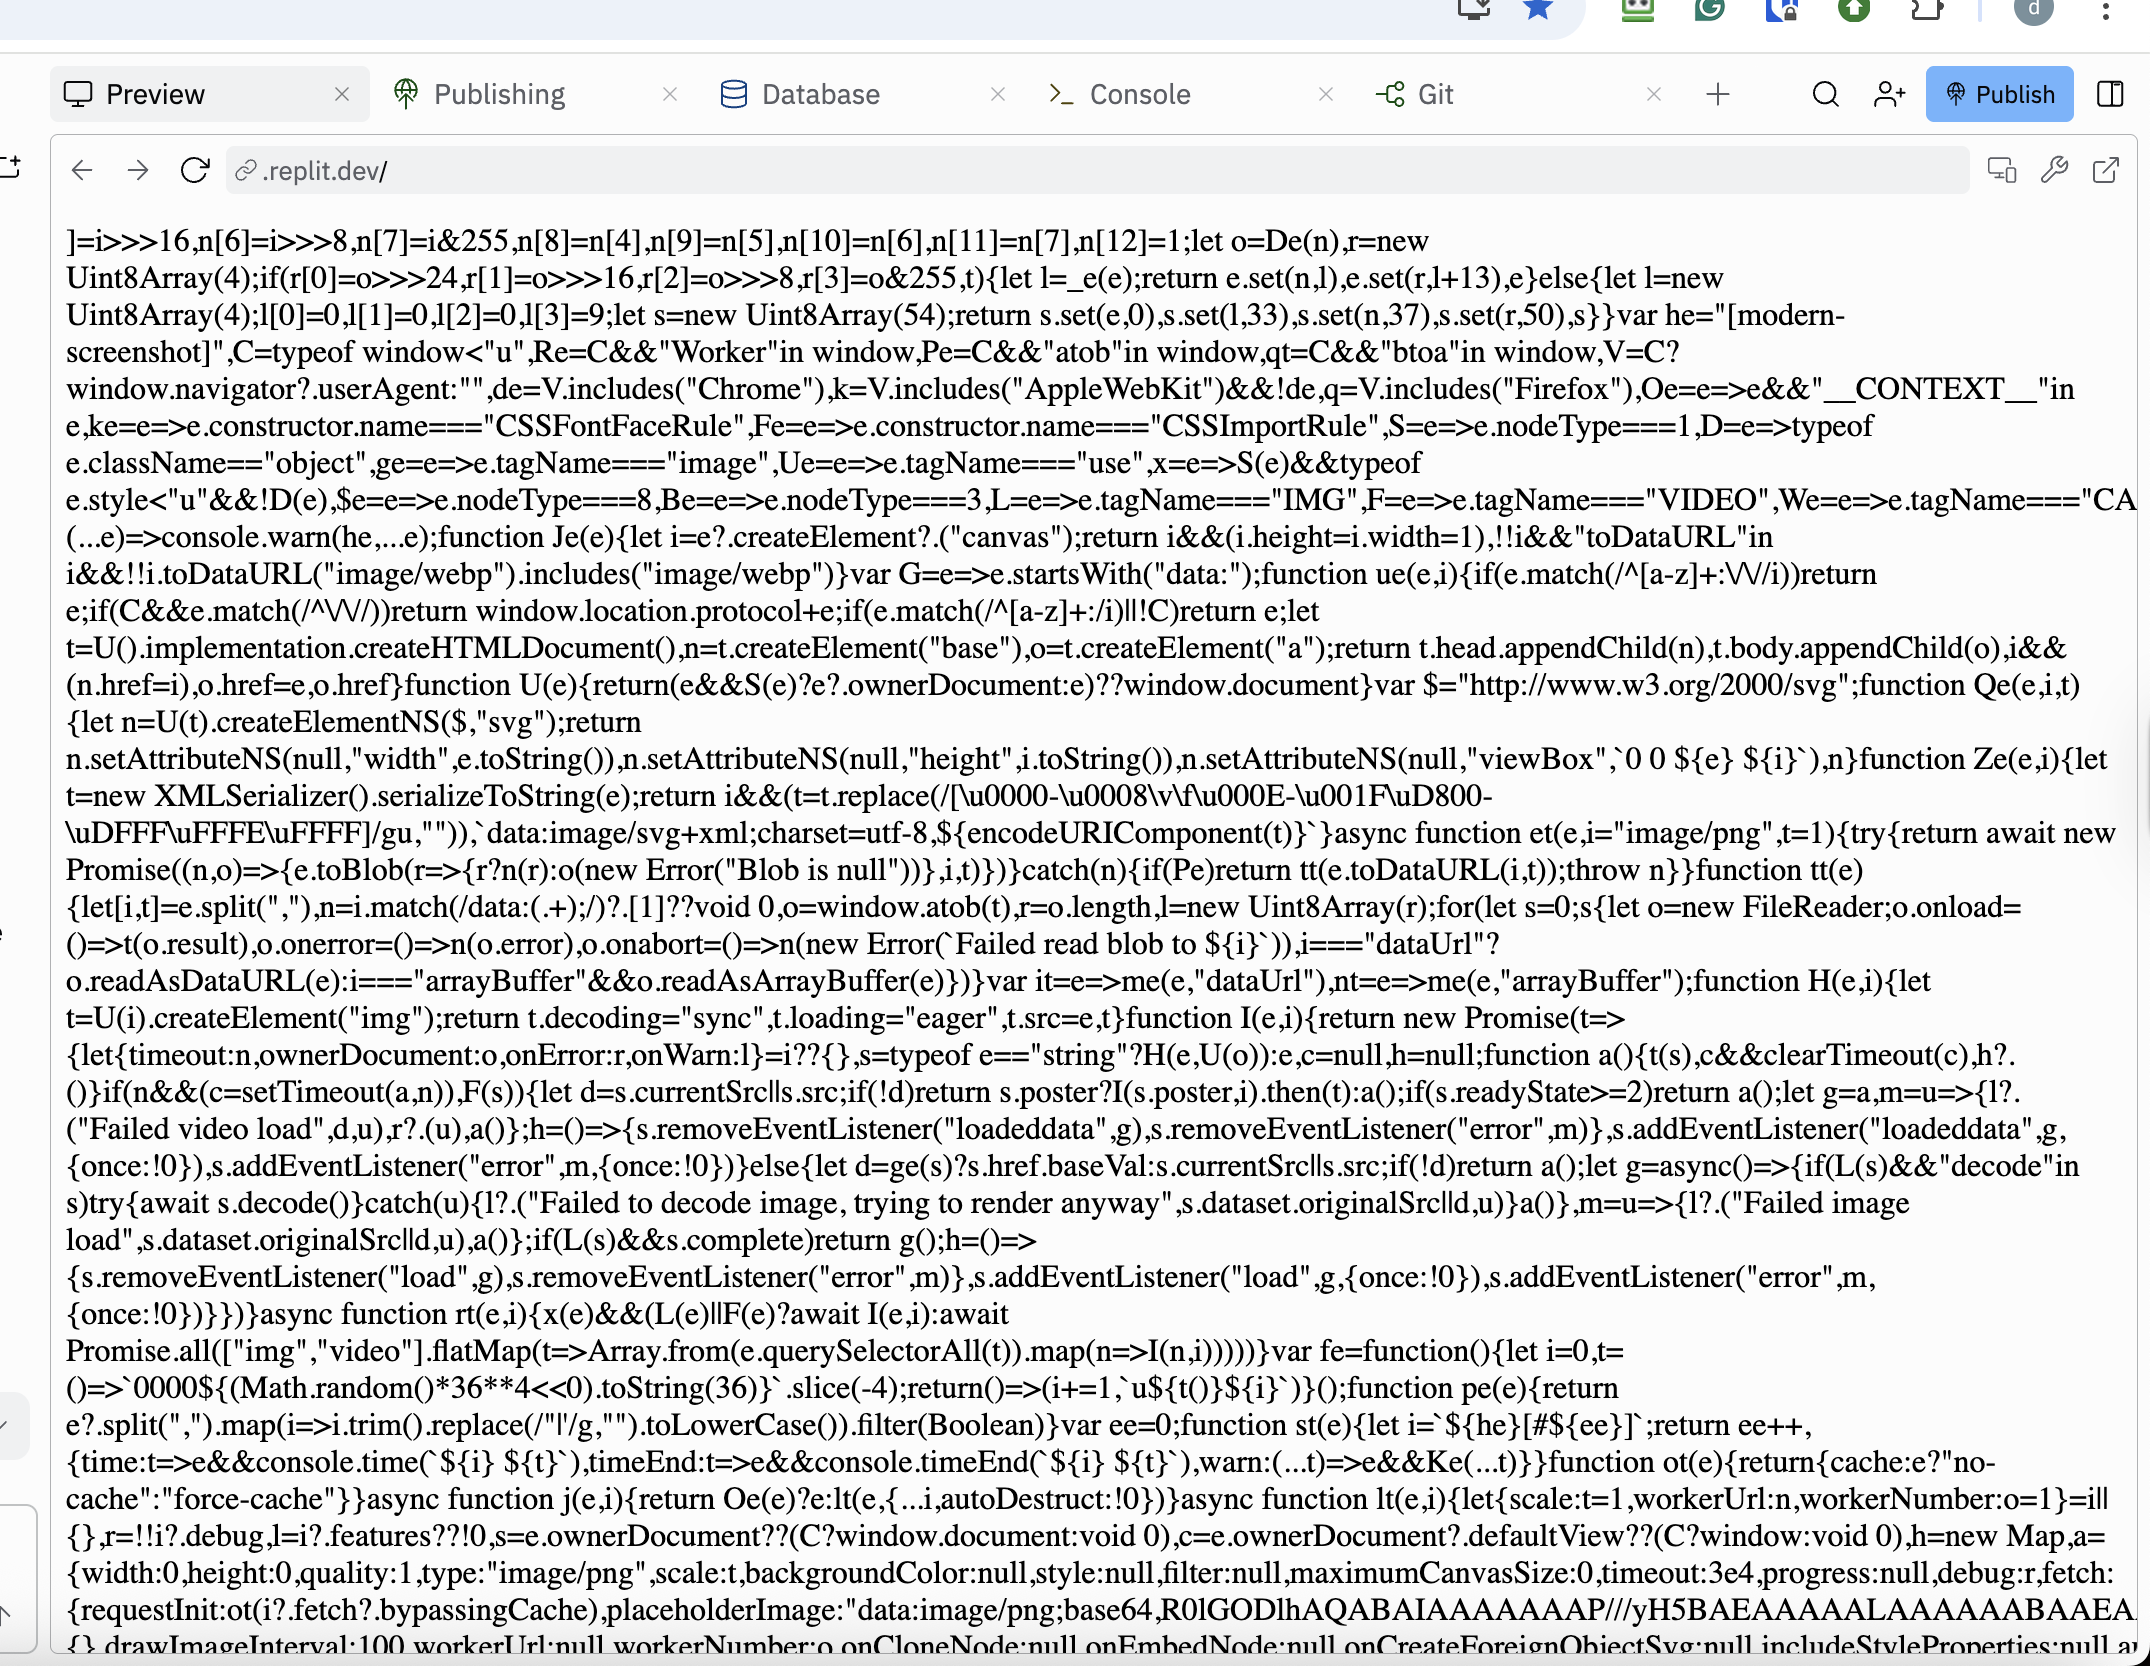 d
Preview
Publishing
Database
Console
Git
Publish
.replit.dev/
]=i>>>16,n[6]=i>>>8,n[7]=i&255,n[8]=n[4],n[9]=n[5],n[10]=n[6],n[11]=n[7],n[12]=1;let o=De(n),r=new
Uint8Array(4);if(r[0]=o>>>24,r[1]=o>>>16,r[2]=o>>>8,r[3]=o&255,t){let l=_e(e);return e.set(n,l),e.set(r,l+13),e}else{let l=new
Uint8Array(4);l[0]=0,l[1]=0,l[2]=0,l[3]=9;let s=new Uint8Array(54);return s.set(e,0),s.set(l,33),s.set(n,37),s.set(r,50),s}}var he="[modern-
screenshot]",C=typeof window<"u",Re=C&&"Worker"in window,Pe=C&&"atob"in window,qt=C&&"btoa"in window,V=C?
window.navigator?.userAgent:"",de=V.includes("Chrome"),k=V.includes("AppleWebKit")&&!de,q=V.includes("Firefox"),Oe=e=>e&&"__CONTEXT__"in
e,ke=e=>e.constructor.name==="CSSFontFaceRule",Fe=e=>e.constructor.name==="CSSImportRule",S=e=>e.nodeType===1,D=e=>typeof
e.className=="object",ge=e=>e.tagName==="image",Ue=e=>e.tagName==="use",x=e=>S(e)&&typeof
e.style<"u"&&!D(e),$e=e=>e.nodeType===8,Be=e=>e.nodeType===3,L=e=>e.tagName==="IMG",F=e=>e.tagName==="VIDEO",We=e=>e.tagName==="CA
(...e)=>console.warn(he,...e);function Je(e){let i=e?.createElement?.("canvas");return i&&(i.height=i.width=1),!!i&&"toDataURL"in
i&&!!i.toDataURL("image/webp").includes("image/webp")}var G=e=>e.startsWith("data:");function ue(e,i){if(e.match(/^[a-z]+:\/\//i))return
e;if(C&&e.match(/^\/\//))return window.location.protocol+e;if(e.match(/^[a-z]+:/i)||!C)return e;let
t=U().implementation.createHTMLDocument(),n=t.createElement("base"),o=t.createElement("a");return t.head.appendChild(n),t.body.appendChild(o),i&&
(n.href=i),o.href=e,o.href}function U(e){return(e&&S(e)?e?.ownerDocument:e)??window.document}var $="http://www.w3.org/2000/svg";function Qe(e,i,t)
{let n=U(t).createElementNS($,"svg");return
n.setAttributeNS(null,"width",e.toString()),n.setAttributeNS(null,"height",i.toString()),n.setAttributeNS(null,"viewBox",`0 0 ${e} ${i}`),n}function Ze(e,i){let
t=new XMLSerializer().serializeToString(e);return i&&(t=t.replace(/[\u0000-\u0008\v\f\u000E-\u001F\uD800-
\uDFFF\uFFFE\uFFFF]/gu,"")),`data:image/svg+xml;charset=utf-8,${encodeURIComponent(t)}`}async function et(e,i="image/png",t=1){try{return await new
Promise((n,o)=>{e.toBlob(r=>{r?n(r):o(new Error("Blob is null"))},i,t)})}catch(n){if(Pe)return tt(e.toDataURL(i,t));throw n}}function tt(e)
{let[i,t]=e.split(","),n=i.match(/data:(.+);/)?.[1]??void 0,o=window.atob(t),r=o.length,l=new Uint8Array(r);for(let s=0;s{let o=new FileReader;o.onload=
()=>t(o.result),o.onerror=()=>n(o.error),o.onabort=()=>n(new Error(`Failed read blob to ${i}`)),i==="dataUrl"?
o.readAsDataURL(e):i==="arrayBuffer"&&o.readAsArrayBuffer(e)})}var it=e=>me(e,"dataUrl"),nt=e=>me(e,"arrayBuffer");function H(e,i){let
t=U(i).createElement("img");return t.decoding="sync",t.loading="eager",t.src=e,t}function I(e,i){return new Promise(t=>
{let{timeout:n,ownerDocument:o,onError:r,onWarn:l}=i??{},s=typeof e=="string"?H(e,U(o)):e,c=null,h=null;function a(){t(s),c&&clearTimeout(c),h?.
()}if(n&&(c=setTimeout(a,n)),F(s)){let d=s.currentSrc||s.src;if(!d)return s.poster?I(s.poster,i).then(t):a();if(s.readyState>=2)return a();let g=a,m=u=>{l?.
("Failed video load",d,u),r?.(u),a()};h=()=>{s.removeEventListener("loadeddata",g),s.removeEventListener("error",m)},s.addEventListener("loadeddata",g,
{once:!0}),s.addEventListener("error",m,{once:!0})}else{let d=ge(s)?s.href.baseVal:s.currentSrc||s.src;if(!d)return a();let g=async()=>{if(L(s)&&"decode"in
s)try{await s.decode()}catch(u){l?.("Failed to decode image, trying to render anyway",s.dataset.originalSrc||d,u)}a()},m=u=>{l?.("Failed image
load",s.dataset.originalSrc||d,u),a()};if(L(s)&&s.complete)return g();h=()=>
{s.removeEventListener("load",g),s.removeEventListener("error",m)},s.addEventListener("load",g,{once:!0}),s.addEventListener("error",m,
{once:!0})}})}async function rt(e,i){x(e)&&(L(e)||F(e)?await I(e,i):await
Promise.all(["img","video"].flatMap(t=>Array.from(e.querySelectorAll(t)).map(n=>I(n,i)))))}var fe=function(){let i=0,t=
()=>`0000${(Math.random()*36**4<<0).toString(36)}`.slice(-4);return()=>(i+=1,`u${t()}${i}`)}();function pe(e){return
e?.split(",").map(i=>i.trim().replace(/"|'/g,"").toLowerCase()).filter(Boolean)}var ee=0;function st(e){let i=`${he}[#${ee}]`;return ee++,
{time:t=>e&&console.time(`${i} ${t}`),timeEnd:t=>e&&console.timeEnd(`${i} ${t}`),warn:(...t)=>e&&Ke(...t)}}function ot(e){return{cache:e?"no-
cache":"force-cache"}}async function j(e,i){return Oe(e)?e:lt(e,{...i,autoDestruct:!0})}async function lt(e,i){let{scale:t=1,workerUrl:n,workerNumber:o=1}=i||
{},r=!!i?.debug,l=i?.features??!0,s=e.ownerDocument??(C?window.document:void 0),c=e.ownerDocument?.defaultView??(C?window:void 0),h=new Map,a=
{width:0,height:0,quality:1,type:"image/png",scale:t,backgroundColor:null,style:null,filter:null,maximumCanvasSize:0,timeout:3e4,progress:null,debug:r,fetch:
{requestInit:ot(i?.fetch?.bypassingCache),placeholderImage:"data:image/png;base64,R0lGODlhAQABAIAAAAAAAP///yH5BAEAAAAALAAAAAABAAEA
{},drawImageInterval:100,workerUrl:null,workerNumber:o,onCloneNode:null,onEmbedNode:null,onCreateForeignObjectSvg:null,includeStyleProperties:null,a